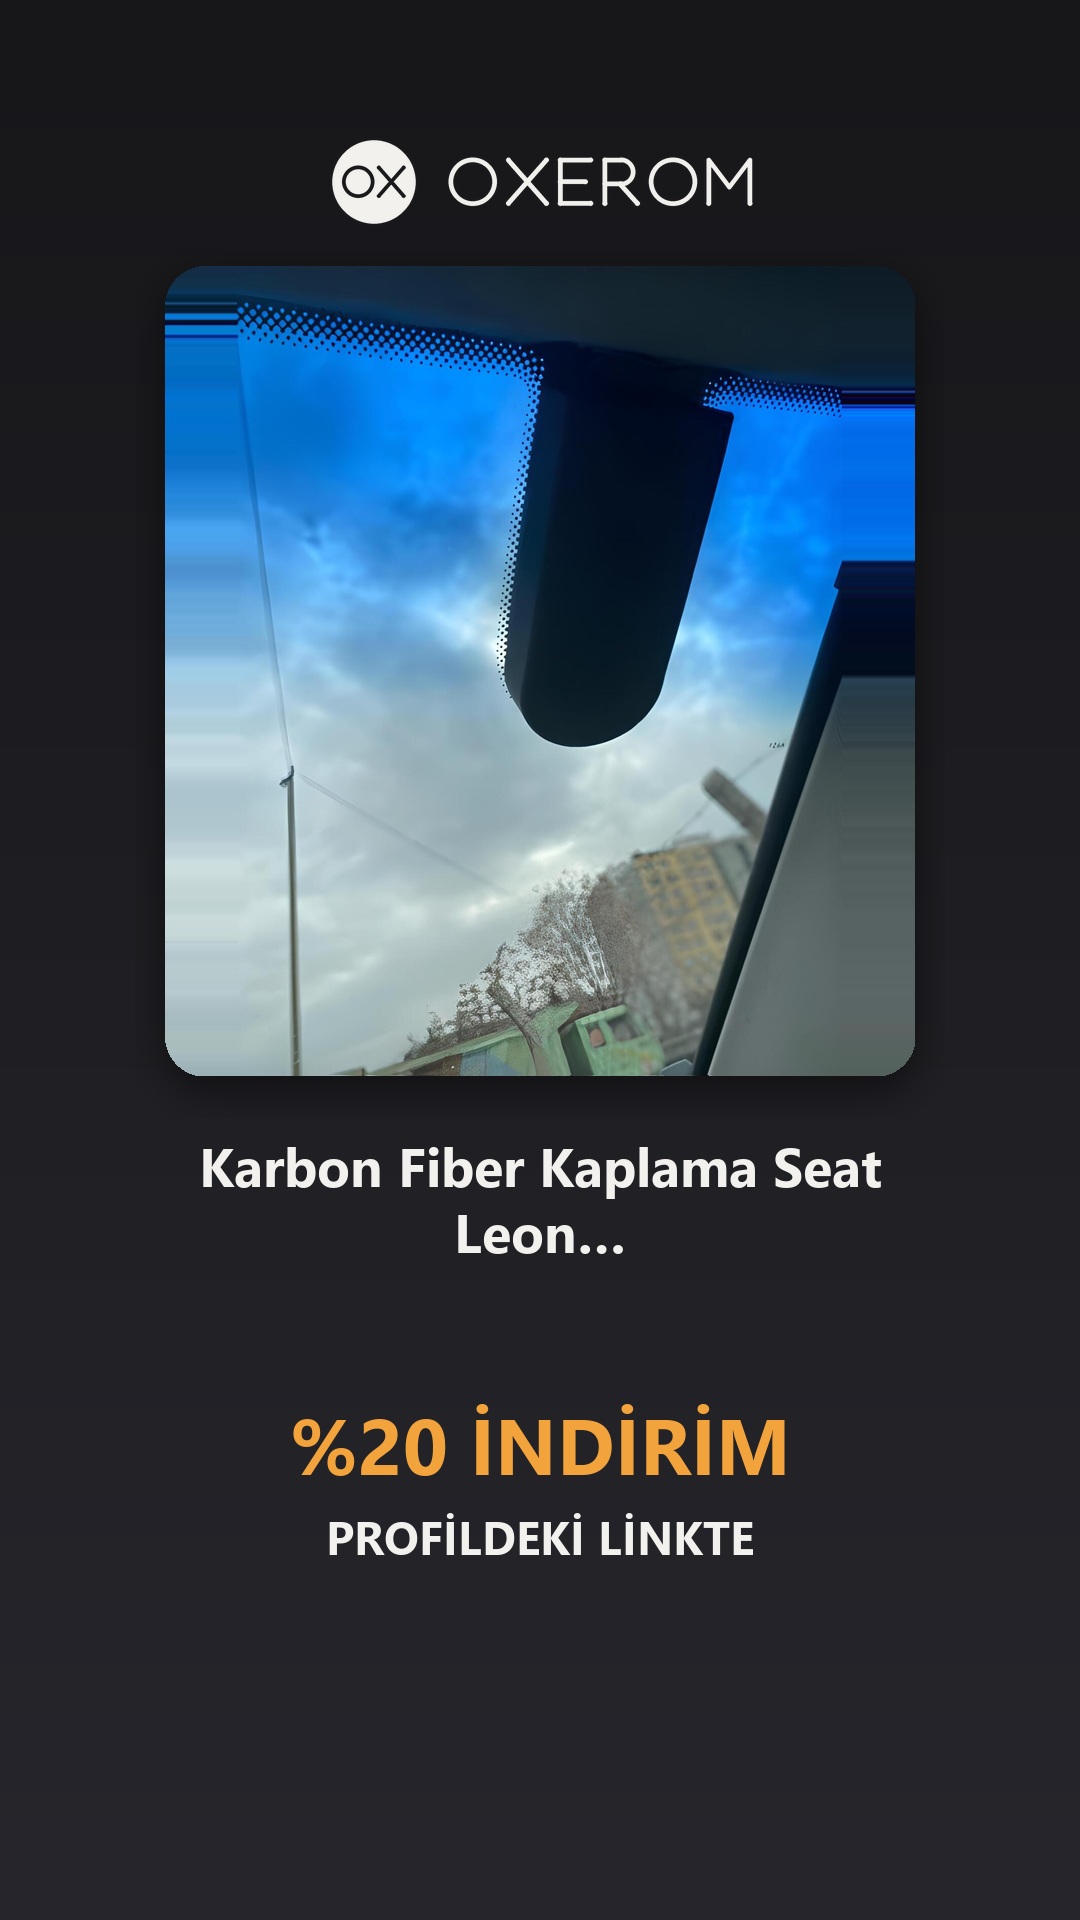 OX OXEROM
Karbon Fiber Kaplama Seat
Leon...
%20 İNDİRİM
PROFİLDEKİ LİNKTE